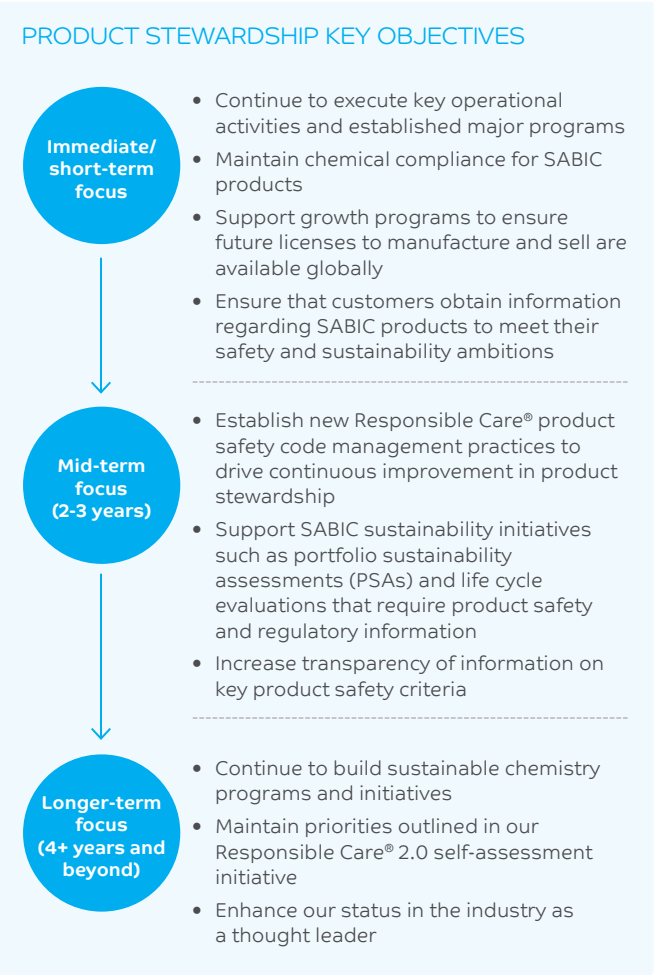 PRODUCT STEWARDSHIP KEY OBJECTIVES
Immediate/
short-term
focus
• Continue to execute key operational
activities and established major programs
• Maintain chemical compliance for SABIC
products
• Support growth programs to ensure
future licenses to manufacture and sell are
available globally
• Ensure that customers obtain information
regarding SABIC products to meet their
safety and sustainability ambitions
Mid-term
focus
(2-3 years)
• Establish new Responsible Care® product
safety code management practices to
drive continuous improvement in product
stewardship
• Support SABIC sustainability initiatives
such as portfolio sustainability
assessments (PSAs) and life cycle
evaluations that require product safety
and regulatory information
• Increase transparency of information on
key product safety criteria
Longer-term
focus
(4+ years and
beyond)
• Continue to build sustainable chemistry
programs and initiatives
• Maintain priorities outlined in our
Responsible Care® 2.0 self-assessment
initiative
• Enhance our status in the industry as
a thought leader